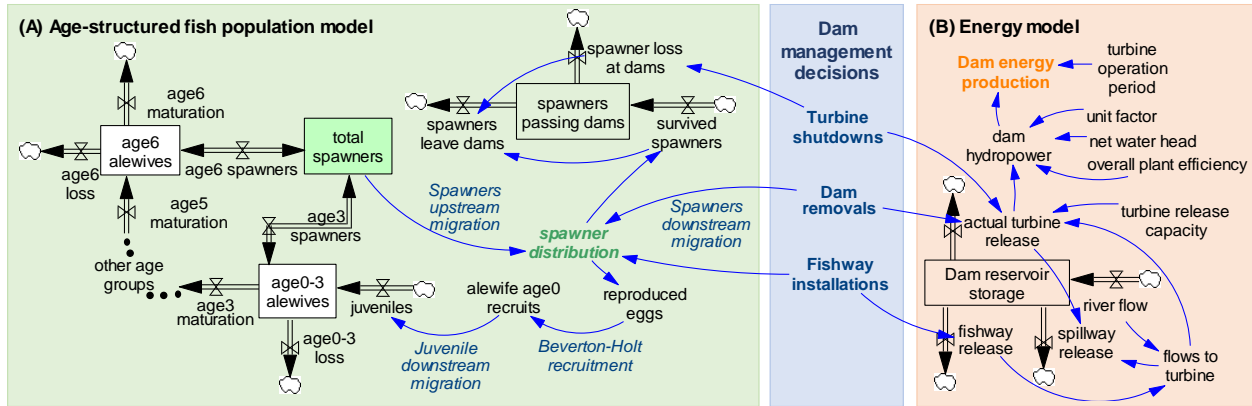 (A) Age-structured fish population model
age6
maturation
age6
alewives
age6
loss
age5
maturation
other age
groups
age6 spawners
total
spawners
age3
spawners
age0-3
alewives
age3
maturation
age0-3
loss
juveniles
spawner loss
at dams
spawners
passing dams
spawners
leave dams
survived
spawners
Spawners
upstream
migration
spawner
distribution
Spawners
downstream
migration
alewife age0
recruits
reproduced
eggs
Juvenile
downstream
migration
Beverton-Holt
recruitment
Dam
management
decisions
Turbine
shutdowns
Dam
removals
Fishway
installations
(B) Energy model
Dam energy
production
turbine
operation
period
unit factor
dam
hydropower
net water head
overall plant efficiency
actual turbine
release
turbine release
capacity
Dam reservoir
storage
river flow
fishway
release
spillway
release
flows to
turbine